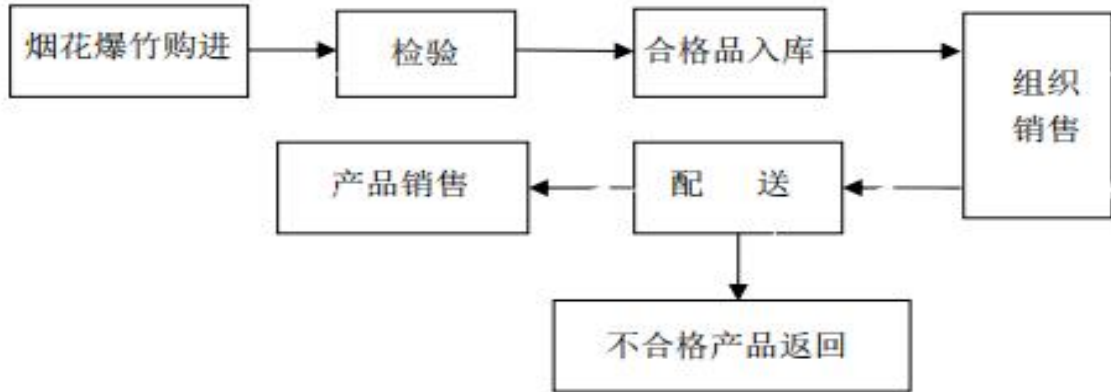 烟花爆竹购进
检验
合格品入库
组织
销售
配 送
产品销售
不合格产品返回